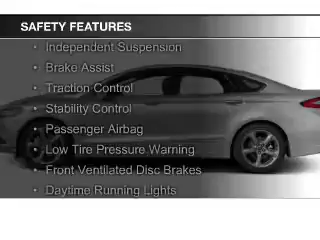 SAFETY FEATURES
• Independent Suspension
• Brake Assist
• Traction Control
• Stability Control
• Passenger Airbag
• Low Tire Pressure Warning
• Front Ventilated Disc Brakes
• Daytime Running Lights